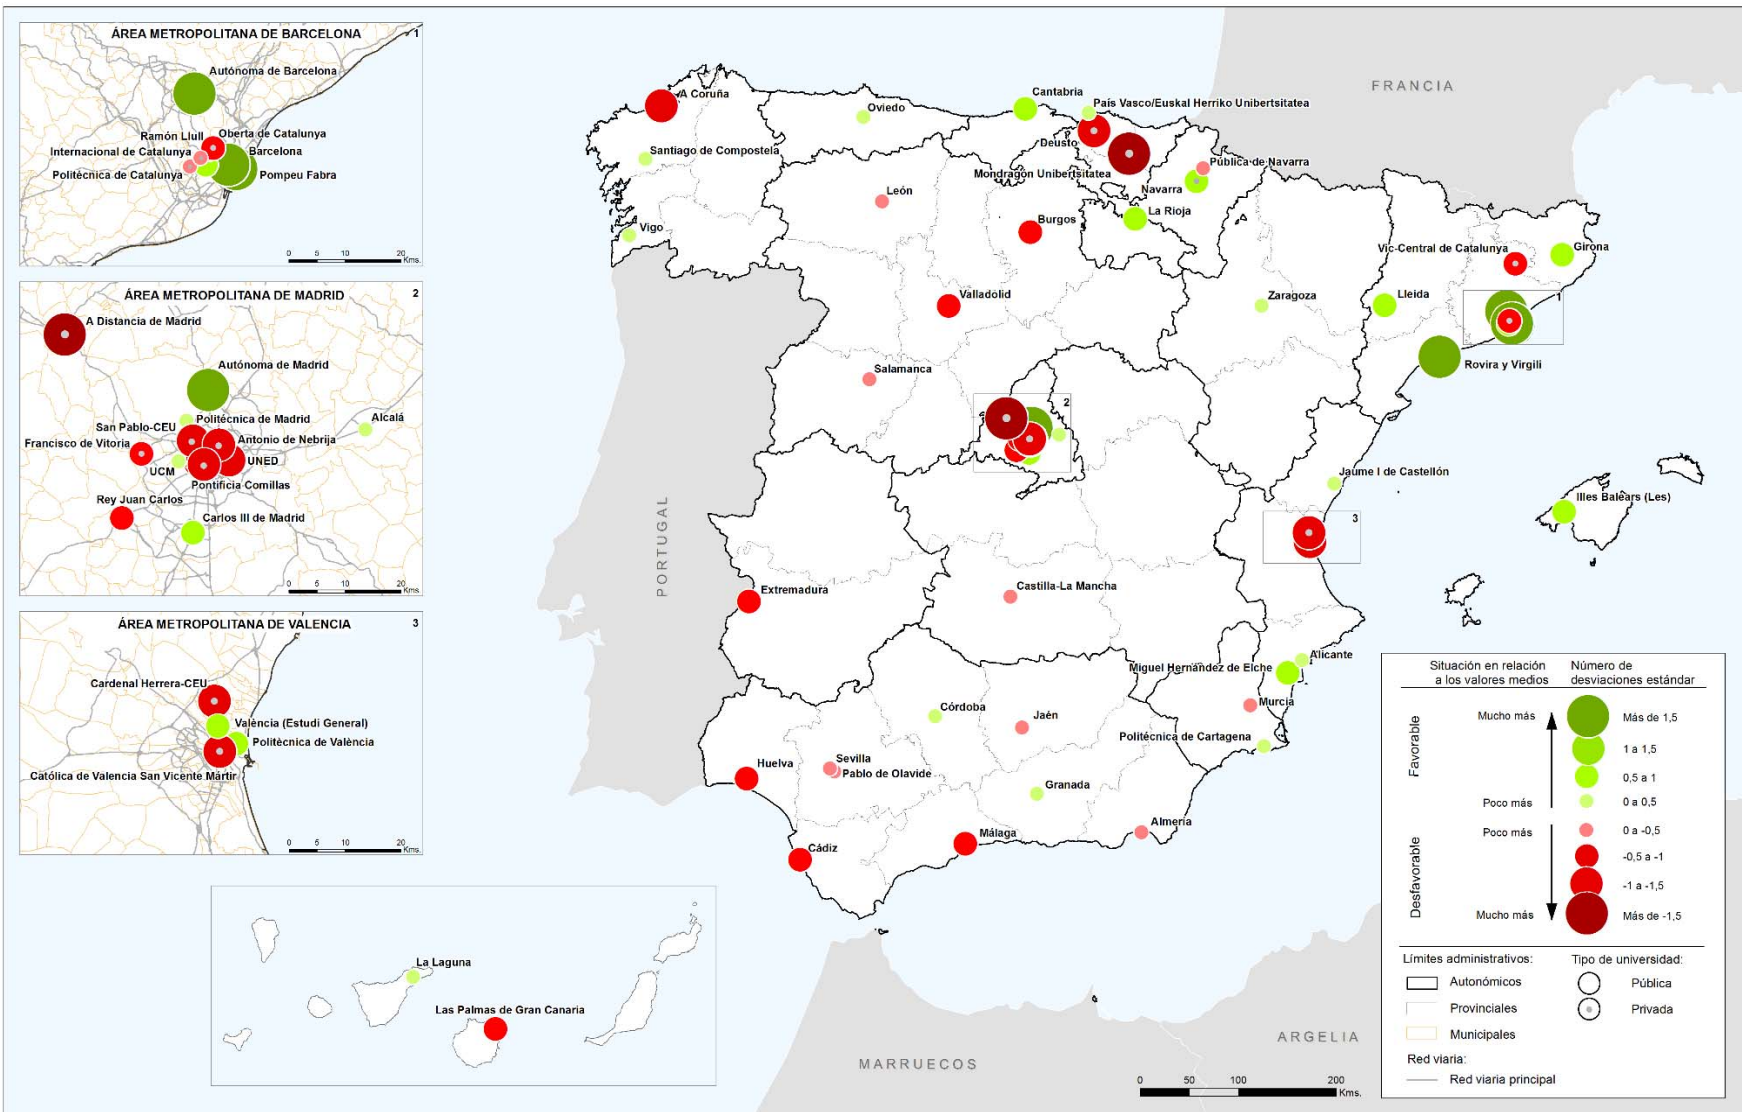 ÁREA METROPOLITANA DE BARCELONA
1
Autónoma de Barcelona
Ramón Llull
Oberta de Catalunya
Internacional de Catalunya
Barcelona
Politécnica de Catalunya
Pompeu Fabra
0 5 10 20
Kms.
ÁREA METROPOLITANA DE MADRID
2
A Distancia de Madrid
Autónoma de Madrid
Politécnica de Madrid
Alcalá
San Pablo-CEU
Francisco de Vitoria
Antonio de Nebrija
UCM
UNED
Pontificia Comillas
Rey Juan Carlos
Carlos III de Madrid
0 5 10 20
Kms.
ÁREA METROPOLITANA DE VALENCIA
3
Cardenal Herrera-CEU
València (Estudi General)
Politècnica de València
Católica de Valencia San Vicente Mártir
0 5 10 20
Kms.
FRANCIA
A Coruña
Oviedo
Cantabria
País Vasco/Euskal Herriko Unibertsitatea
Santiago de Compostela
Deusto
Mondragón Unibertsitatea
Pública de Navarra
Navarra
León
Vigo
Burgos
La Rioja
Vic-Central de Catalunya
Girona
Valladolid
Zaragoza
Lleida
1
Rovira y Virgili
Salamanca
2
PORTUGAL
Jaume I de Castellón
Illes Balears (Les)
3
Extremadura
Castilla-La Mancha
Miguel Hernández de Elche
Alicante
Córdoba
Jaén
Murcia
Politécnica de Cartagena
Huelva
Sevilla
Pablo de Olavide
Granada
Almería
Málaga
Cádiz
La Laguna
Las Palmas de Gran Canaria
MARRUECOS
ARGELIA
0 50 100 200
Kms.
Situación en relación
a los valores medios
Número de
desviaciones estándar
Favorable
Mucho más
Más de 1,5
1 a 1,5
0,5 a 1
Poco más
0 a 0,5
Desfavorable
Poco más
0 a -0,5
-0,5 a -1
-1 a -1,5
Mucho más
Más de -1,5
Límites administrativos:
Autonómicos
Provinciales
Municipales
Red viaria:
Red viaria principal
Tipo de universidad:
Pública
Privada